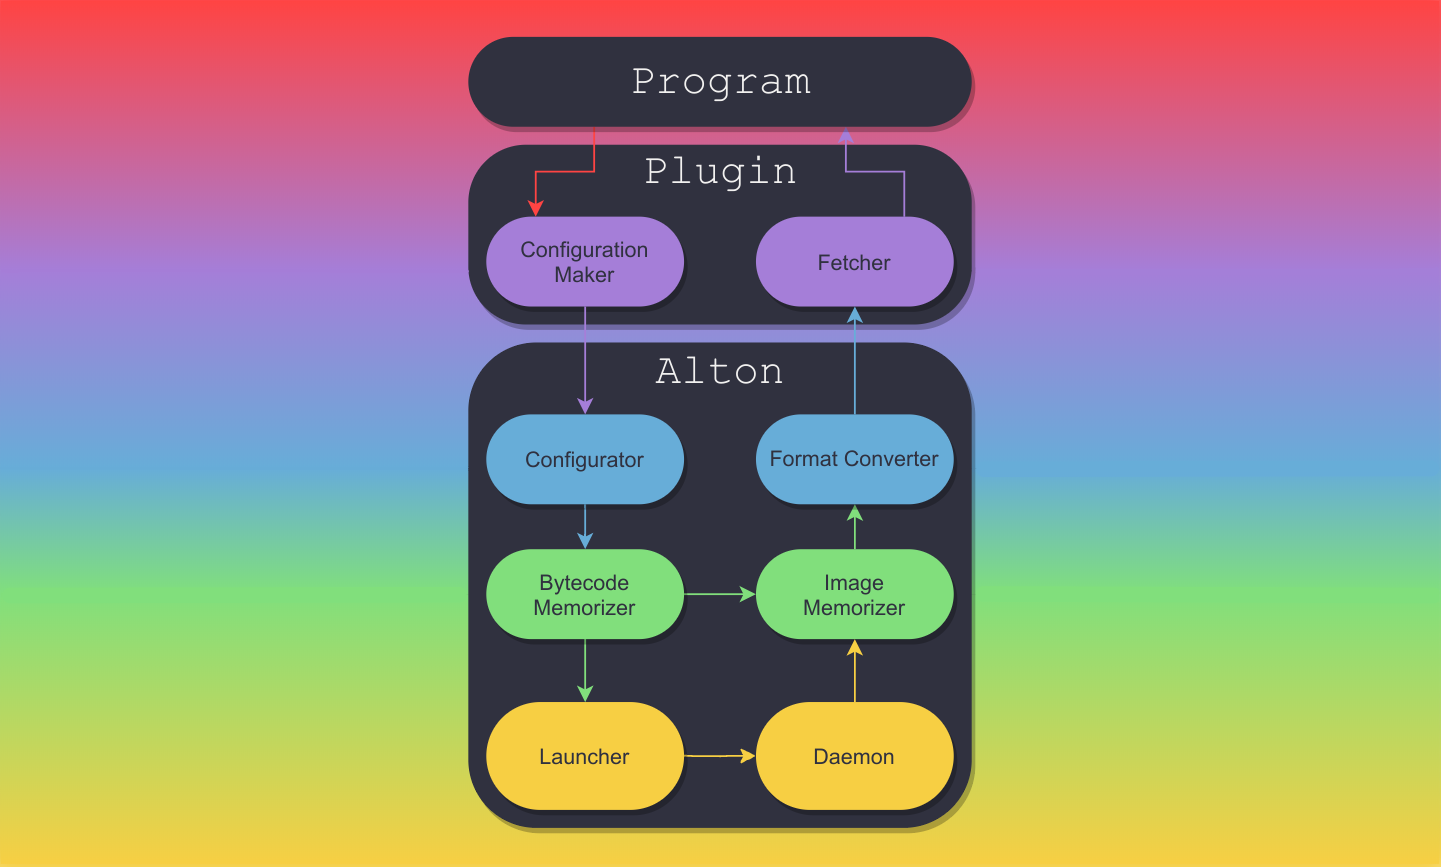 Program
Plugin
Configuration
Maker
Fetcher
Alton
Configurator
Format Converter
Bytecode
Memorizer
Image
Memorizer
Launcher
Daemon